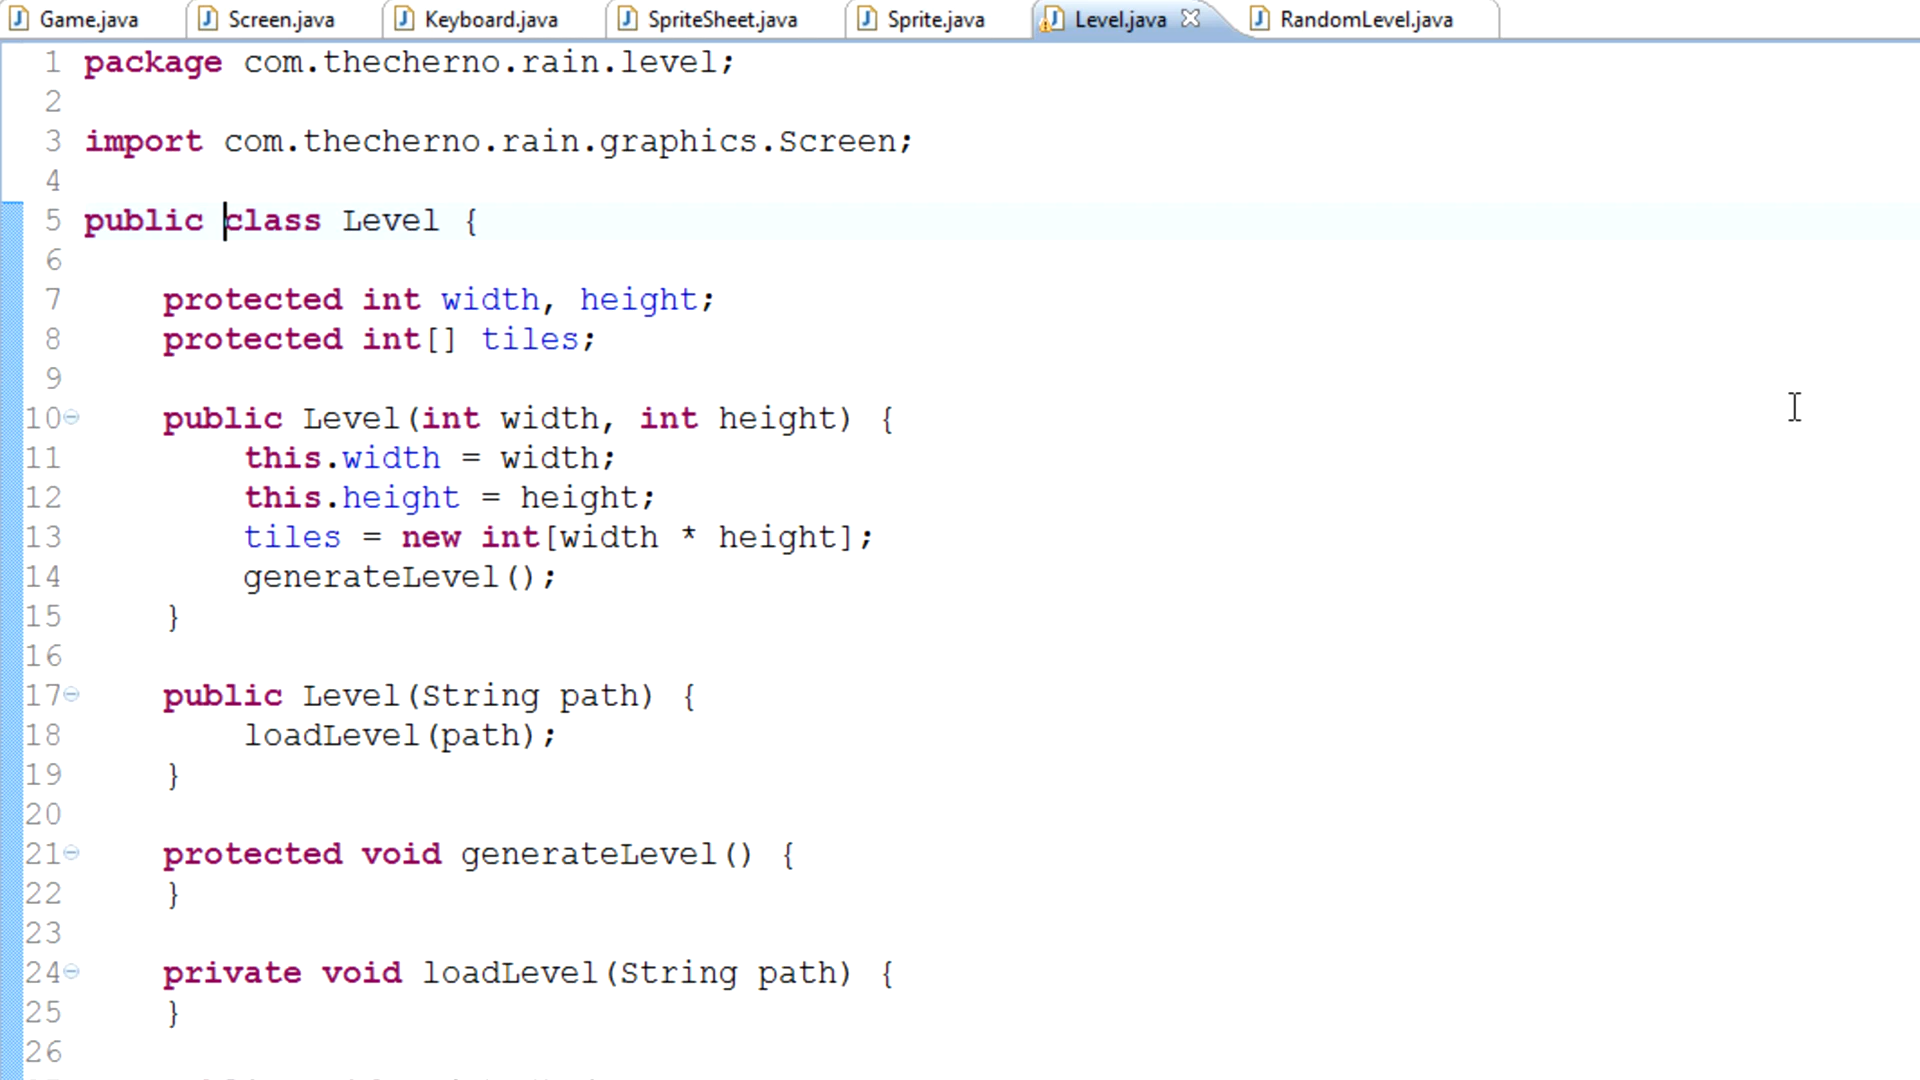 Game.java Screen.java Keyboard.java SpriteSheet.java Sprite.java Level.java RandomLevel.java
1 package com.thecherno.rain.level;
2
3 import com.thecherno.rain.graphics.Screen;
4
5 public class Level {
6
7 protected int width, height;
8 protected int[] tiles;
9
10 public Level(int width, int height) {
11 this.width = width;
12 this.height = height;
13 tiles = new int[width * height];
14 generateLevel();
15 }
16
17 public Level(String path) {
18 loadLevel(path);
19 }
20
21 protected void generateLevel() {
22 }
23
24 private void loadLevel(String path) {
25 }
26